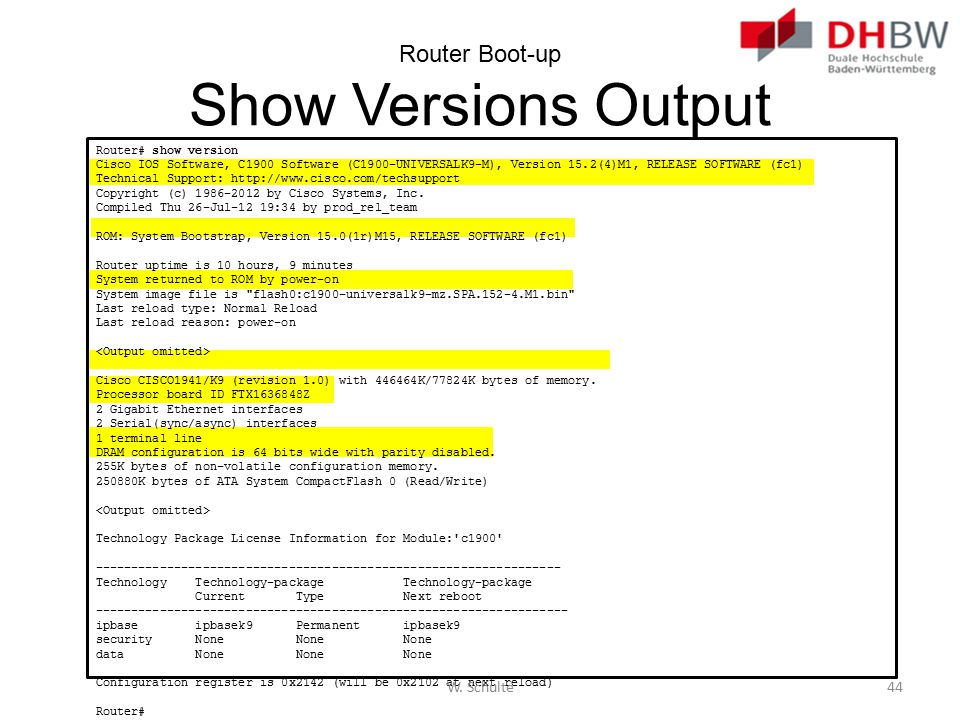 DHBW
Duale Hochschule
Baden-Württemberg
Router Boot-up
Show Versions Output
Router# show version
Cisco IOS Software, C1900 Software (C1900-UNIVERSALK9-M), Version 15.2(4)M1, RELEASE SOFTWARE (fc1)
Technical Support: http://www.cisco.com/techsupport
Copyright (c) 1986-2012 by Cisco Systems, Inc.
Compiled Thu 26-Jul-12 19:34 by prod_rel_team
ROM: System Bootstrap, Version 15.0(1r)M15, RELEASE SOFTWARE (fc1)
Router uptime is 10 hours, 9 minutes
System returned to ROM by power-on
System image file is "flash0:c1900-universalk9-mz.SPA.152-4.M1.bin"
Last reload type: Normal Reload
Last reload reason: power-on
<Output omitted>
Cisco CISCO1941/K9 (revision 1.0) with 446464K/77824K bytes of memory.
Processor board ID FTX1636848Z
2 Gigabit Ethernet interfaces
2 Serial(sync/async) interfaces
1 terminal line
DRAM configuration is 64 bits wide with parity disabled.
255K bytes of non-volatile configuration memory.
250880K bytes of ATA System CompactFlash 0 (Read/Write)
<Output omitted>
Technology Package License Information for Module:'c1900'
-----------------------------------------------------------------
Technology    Technology-package           Technology-package
              Current       Type           Next reboot
------------------------------------------------------------------
ipbase        ipbasek9      Permanent      ipbasek9
security      None          None           None
data          None          None           None
Configuration register is 0x2142 (will be 0x2102 at next reload)
Router#
W. Schulte
44